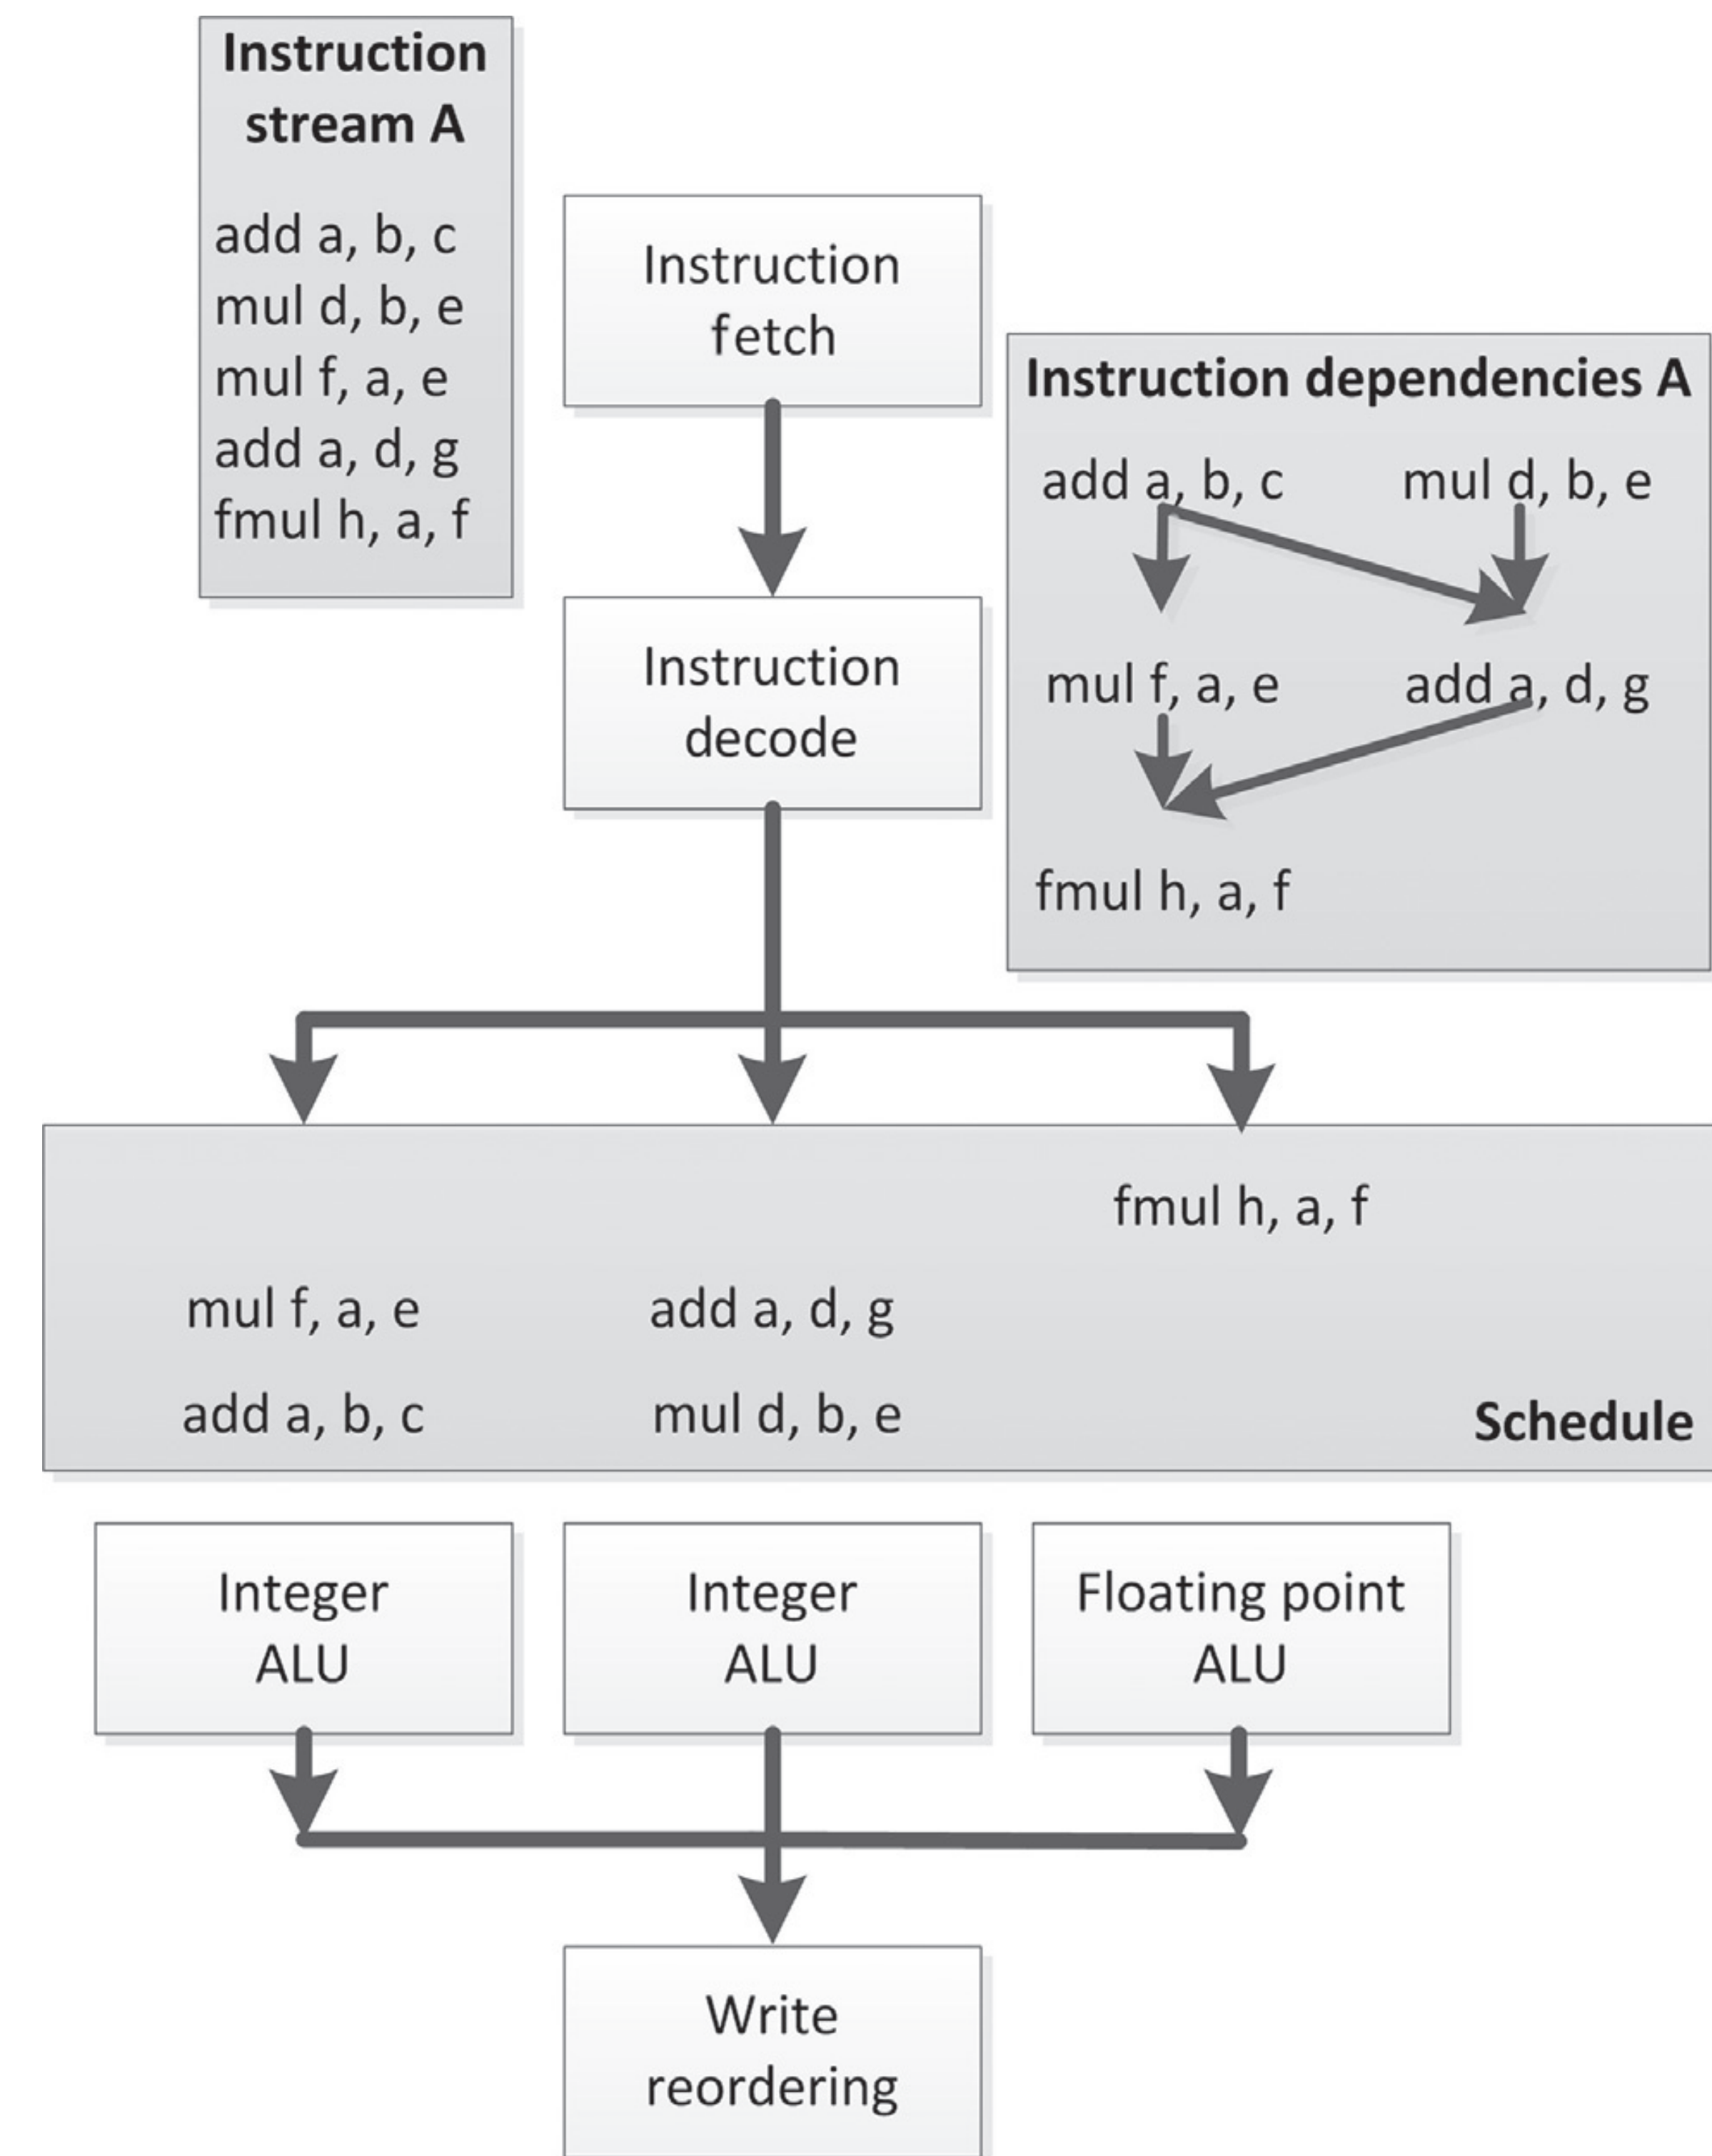 Instruction
stream A
add a, b, c
mul d, b, e
mul f, a, e
add a, d, g
fmul h, a, f
Instruction
fetch
Instruction
decode
Instruction dependencies A
add a, b, c
mul d, b, e
mul f, a, e
add a, d, g
fmul h, a, f
fmul h, a, f
mul f, a, e
add a, d, g
add a, b, c
mul d, b, e
Schedule
Integer
ALU
Integer
ALU
Floating point
ALU
Write
reordering